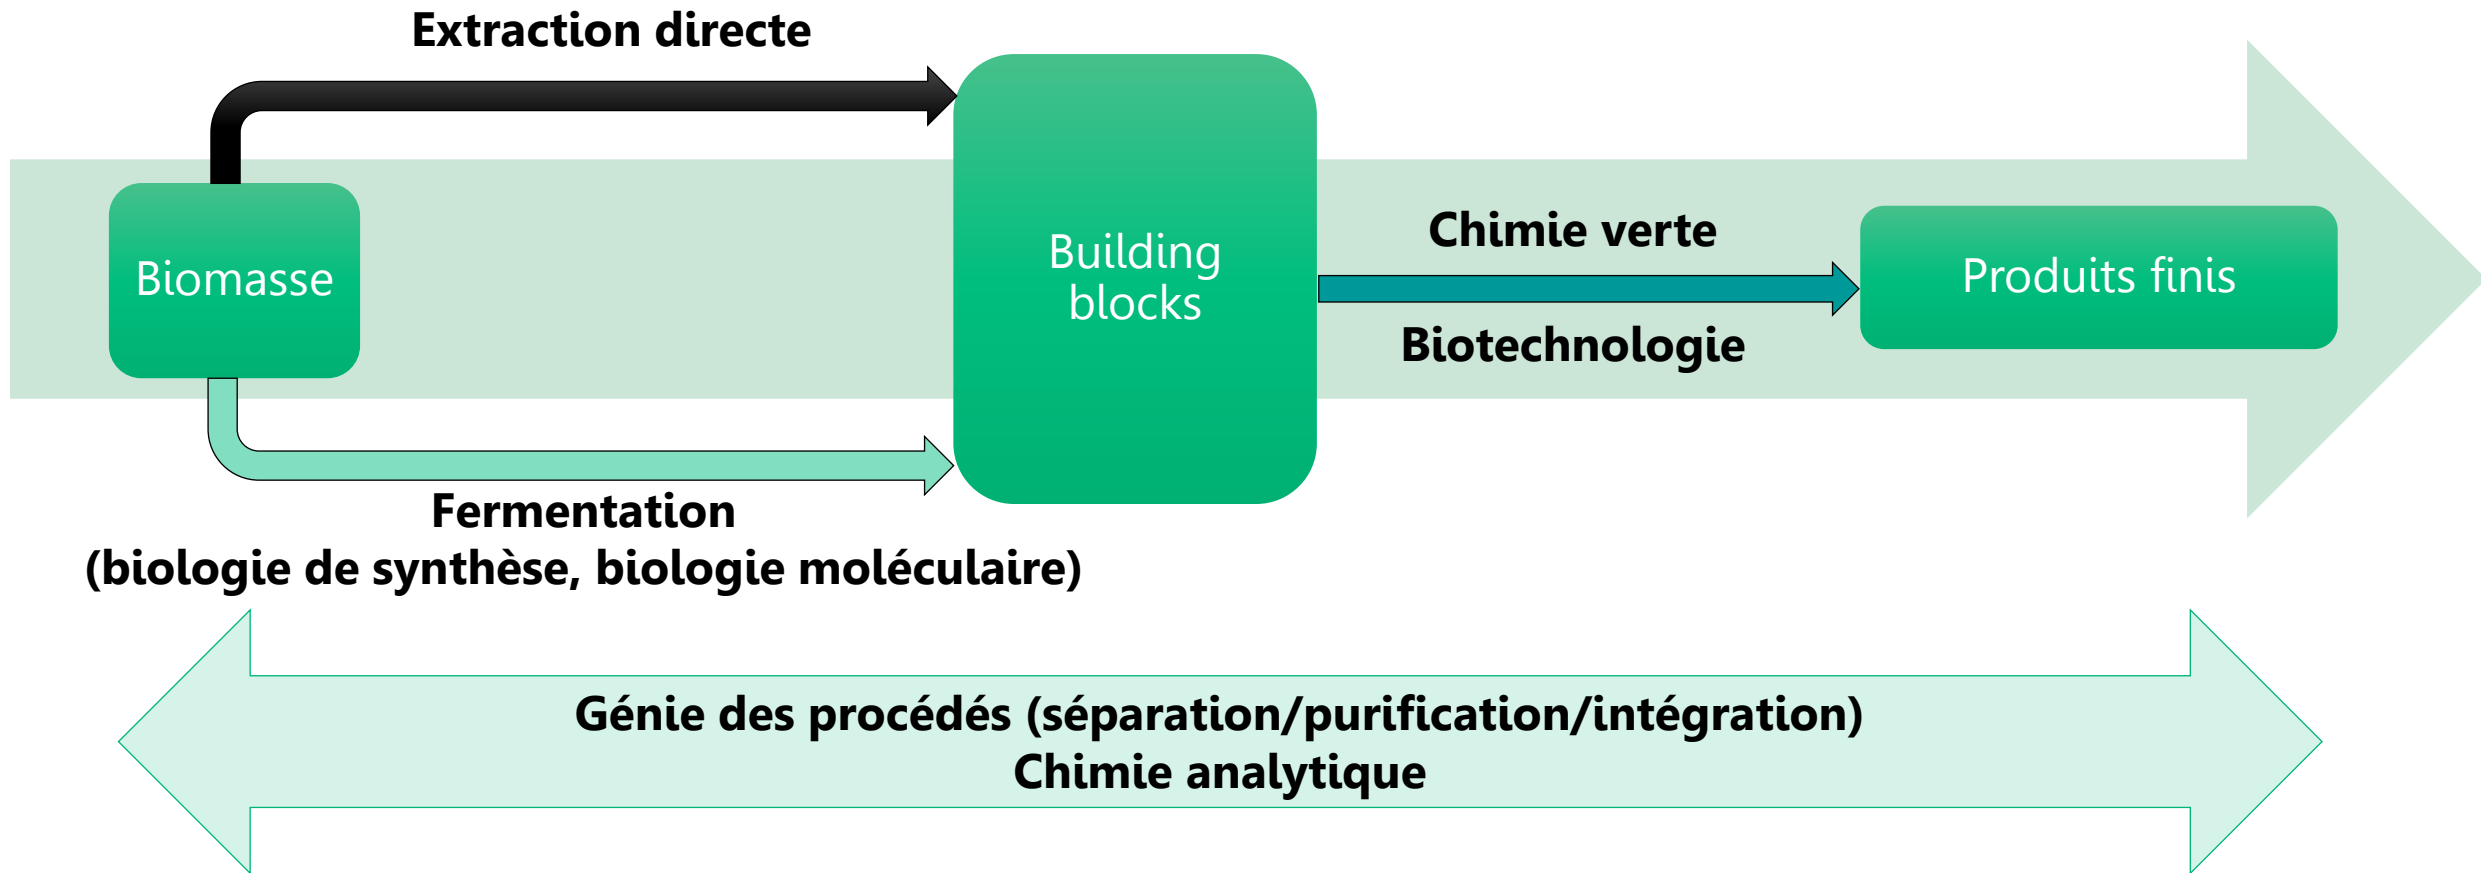 Extraction directe
Biomasse
Building
blocks
Chimie verte
Biotechnologie
Produits finis
Fermentation
(biologie de synthèse, biologie moléculaire)
Génie des procédés (séparation/purification/intégration)
Chimie analytique